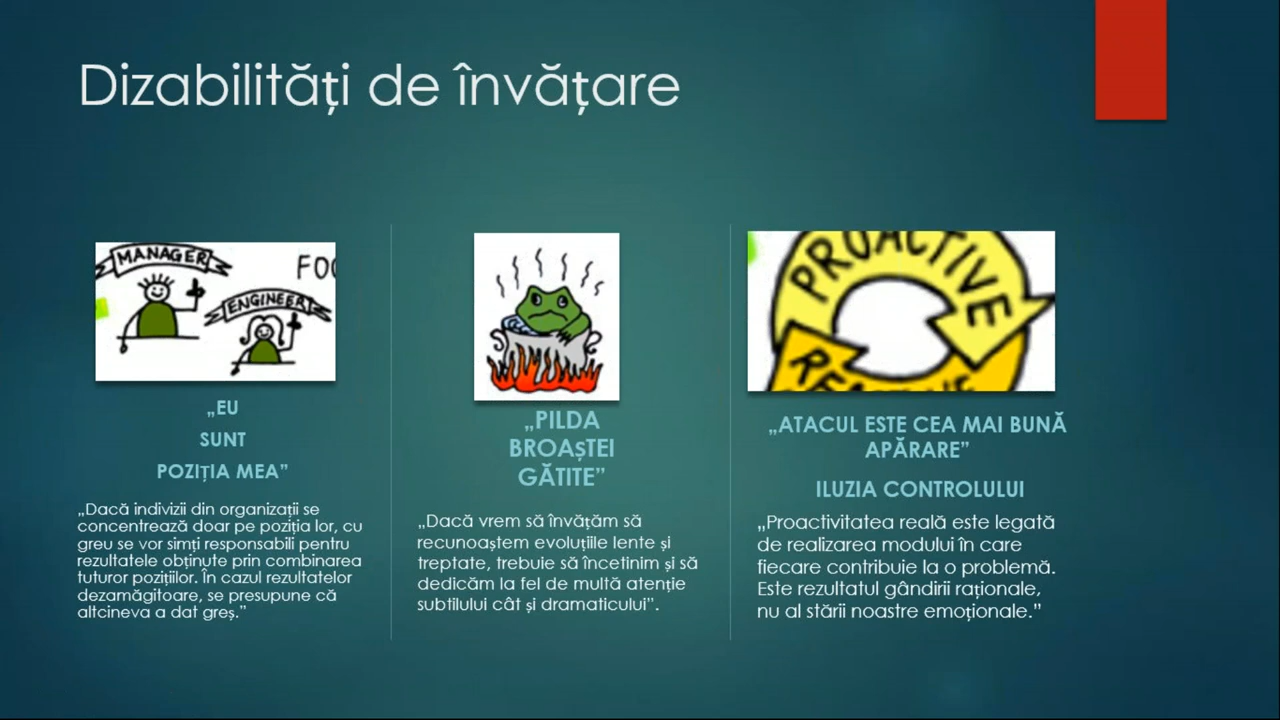 Dizabilități de învățare
MANAGER
ENGINEER
„EU
SUNT
POZIȚIA MEA”
„Dacă indivizii din organizații se
concentrează doar pe poziția lor, cu
greu se vor simți responsabili pentru
rezultatele obținute prin combinarea
tuturor pozițiilor. În cazul rezultatelor
dezamăgitoare, se presupune că
altcineva a dat greș.”
„PILDA
BROAȘTEI
GĂTITE”
„Dacă vrem să învățăm să
recunoaștem evoluțiile lente și
treptate, trebuie să încetinim și să
dedicăm la fel de multă atenție
subtilului cât și dramaticului”.
PROACTIVE
„ATACUL ESTE CEA MAI BUNĂ
APĂRARE”
ILUZIA CONTROLULUI
„Proactivitatea reală este legată
de realizarea modului în care
fiecare contribuie la o problemă.
Este rezultatul gândirii raționale,
nu al stării noastre emoționale.”